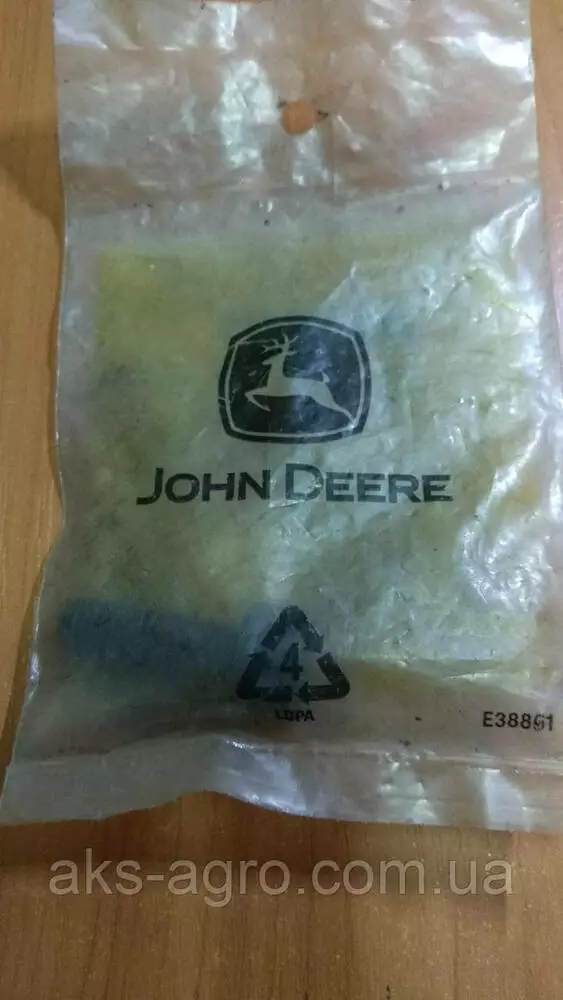 JOHN DEERE
4
LDPA
E38861
aks-agro.com.ua